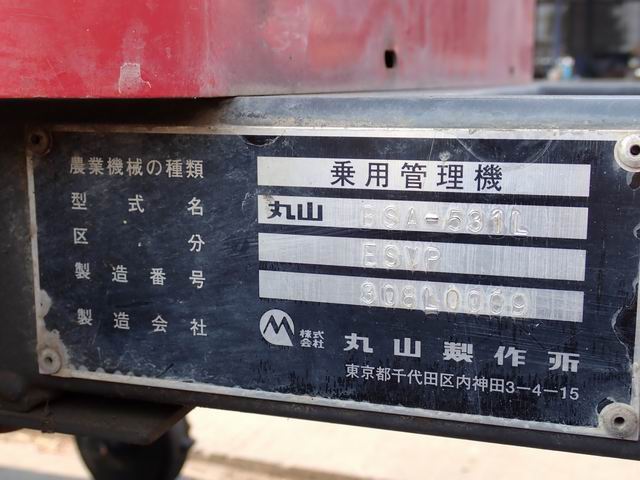 農業機械の種類 乗用管理機
型式名 丸山 BSA-531L
区分 ESVP
製造番号 308L0069
製造会社 株式会社 丸山製作所
東京都千代田区内神田3-4-15